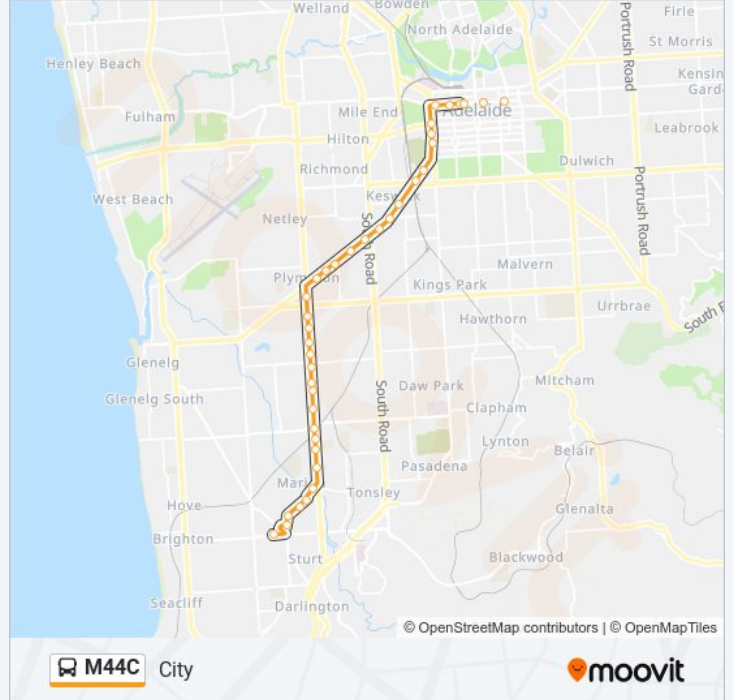 Welland
Bowden
Firle
North Adelaide
St Morris
Portrush Road
Henley Beach
Kensin
Gard
Mile End
Adelaide
Fulham
Leabrook
Hilton
Dulwich
Richmond
West Beach
Kesw
Portrush Road
Netley
South Road
Malvern
Plympton
Kings Park
Urrbrae
South E
Hawthorn
Glenelg
Daw Park
Mitcham
Glenelg South
South Road
Clapham
Lynton
Belair
Pasadena
Mari
Tonsley
Hove
Glenalta
Brighton
Sturt
Blackwood
Seacliff
Darlington
© OpenStreetMap contributors | © OpenMapTiles
M44C City
moovit